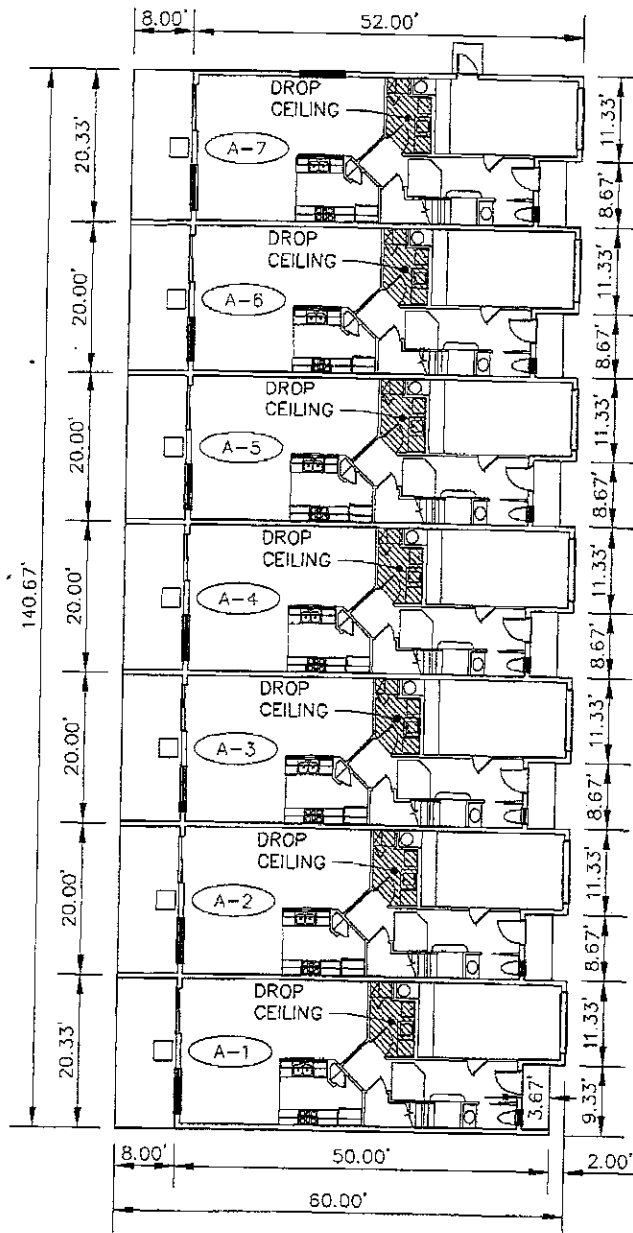 8.00' 52.00'
20.33' DROP CEILING A-7 11.33' 8.67'
20.00' DROP CEILING A-6 11.33' 8.67'
20.00' DROP CEILING A-5 11.33' 8.67'
140.67' 20.00' DROP CEILING A-4 11.33' 8.67'
20.00' DROP CEILING A-3 11.33' 8.67'
20.00' DROP CEILING A-2 11.33' 8.67'
20.33' DROP CEILING A-1 11.33' 3.67' 9.33'
8.00' 50.00' 2.00'
60.00'